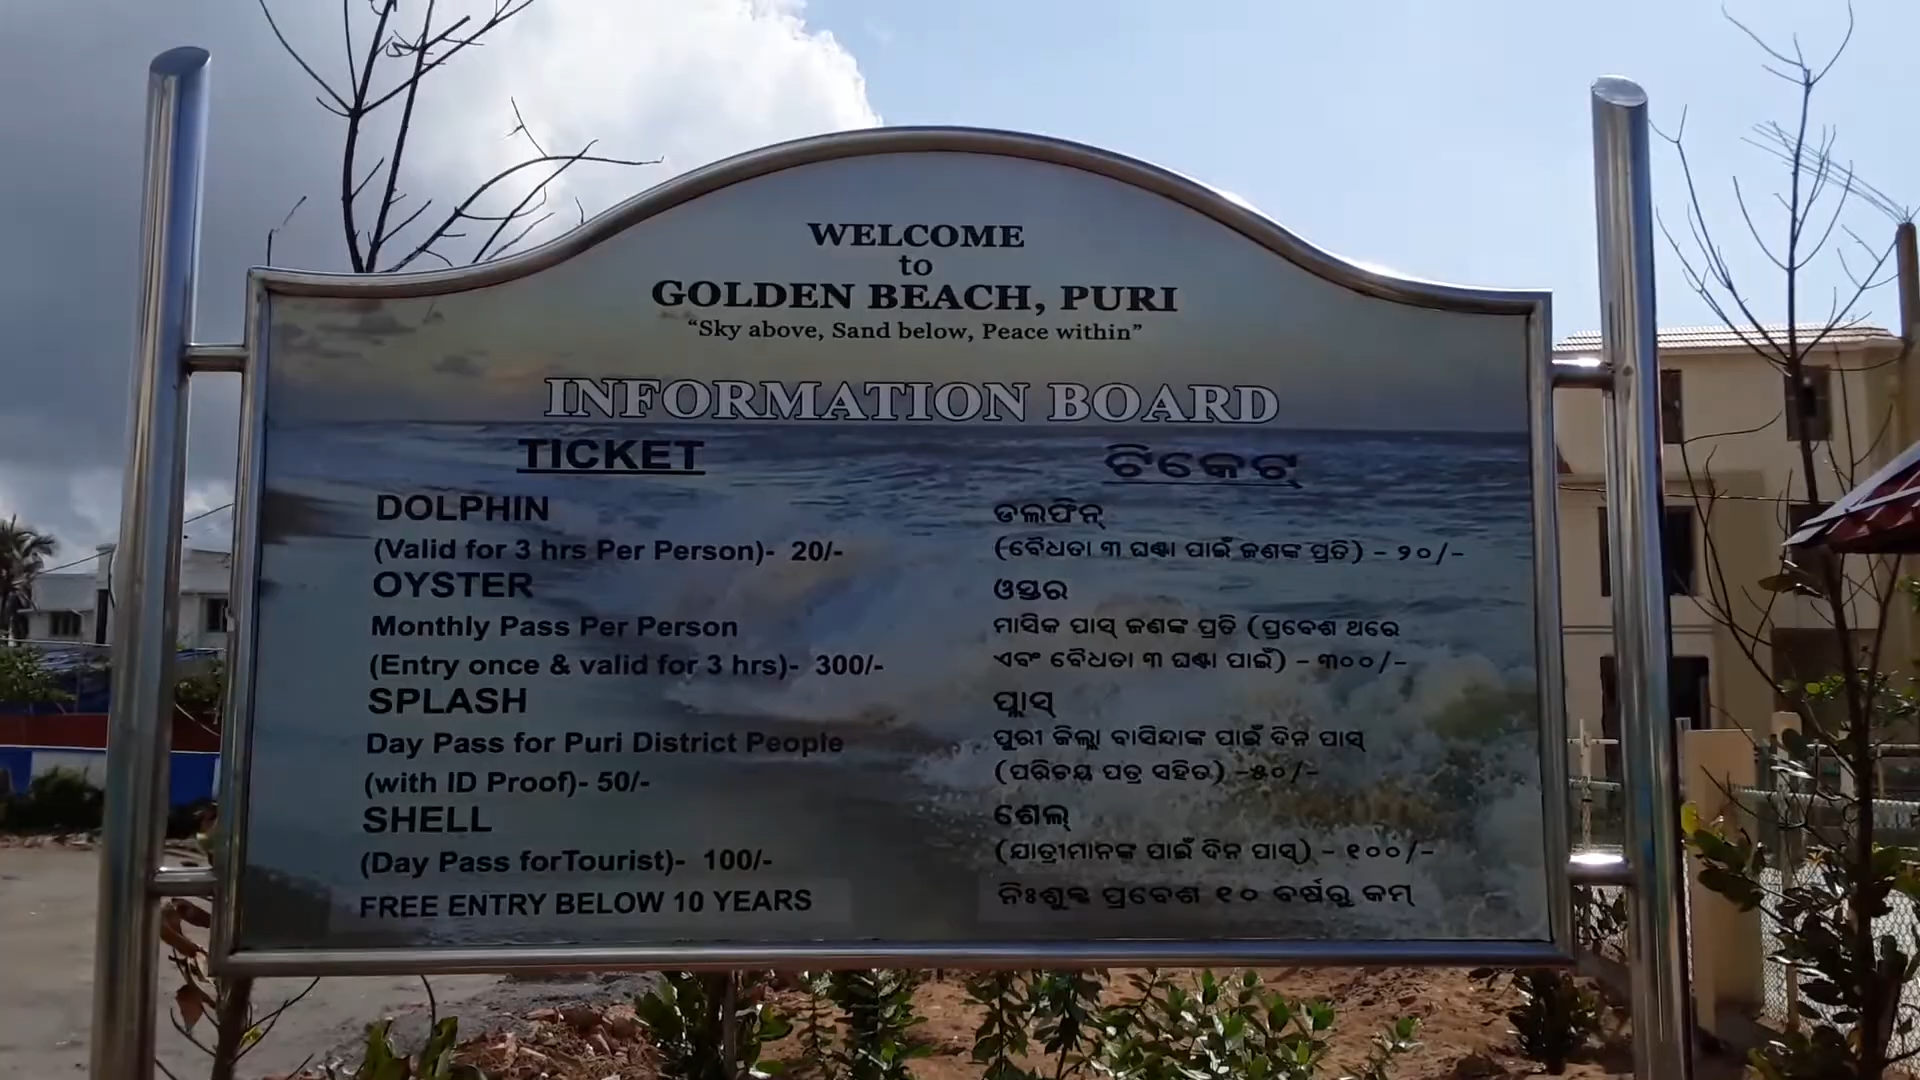 WELCOME
to
GOLDEN BEACH, PURI
“Sky above, Sand below, Peace within”
INFORMATION BOARD
TICKET
DOLPHIN
(Valid for 3 hrs Per Person)- 20/-
OYSTER
Monthly Pass Per Person
(Entry once & valid for 3 hrs)- 300/-
SPLASH
Day Pass for Puri District People
(with ID Proof)- 50/-
SHELL
(Day Pass forTourist)- 100/-
FREE ENTRY BELOW 10 YEARS
ଟିକେଟ୍
ଡଲଫିନ୍
(ବୈଧତା ୩ ଘଣ୍ଟା ପାଇଁ ଜଣଙ୍କ ପ୍ରତି) – ୨୦/–
ଓସ୍ତର
ମାସିକ ପାସ୍ ଜଣଙ୍କ ପ୍ରତି (ପ୍ରବେଶ ଥରେ
ଏବଂ ବୈଧତା ୩ ଘଣ୍ଟା ପାଇଁ) – ୩୦୦/–
ପ୍ଲାସ୍
ପୁରୀ ଜିଲ୍ଲା ବାସିନ୍ଦାଙ୍କ ପାଇଁ ଦିନ ପାସ୍
(ପରିଚୟ ପତ୍ର ସହିତ) –୫୦/–
ଶେଲ୍
(ଯାତ୍ରୀମାନଙ୍କ ପାଇଁ ଦିନ ପାସ୍) – ୧୦୦/–
ନିଃଶୁଳ୍କ ପ୍ରବେଶ ୧୦ ବର୍ଷରୁ କମ୍